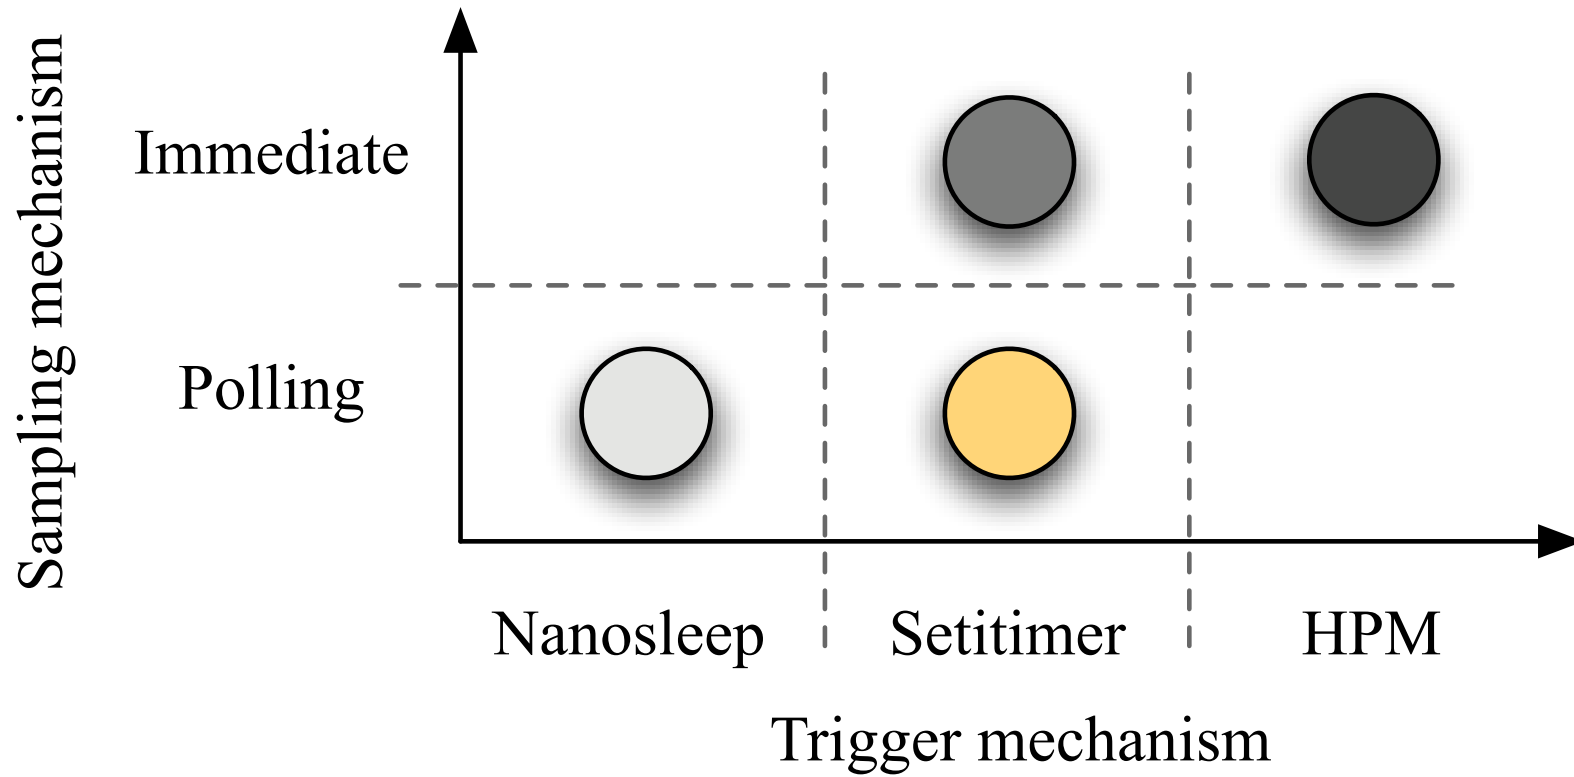 Sampling mechanism
Immediate
Polling
Nanosleep Setitimer HPM
Trigger mechanism